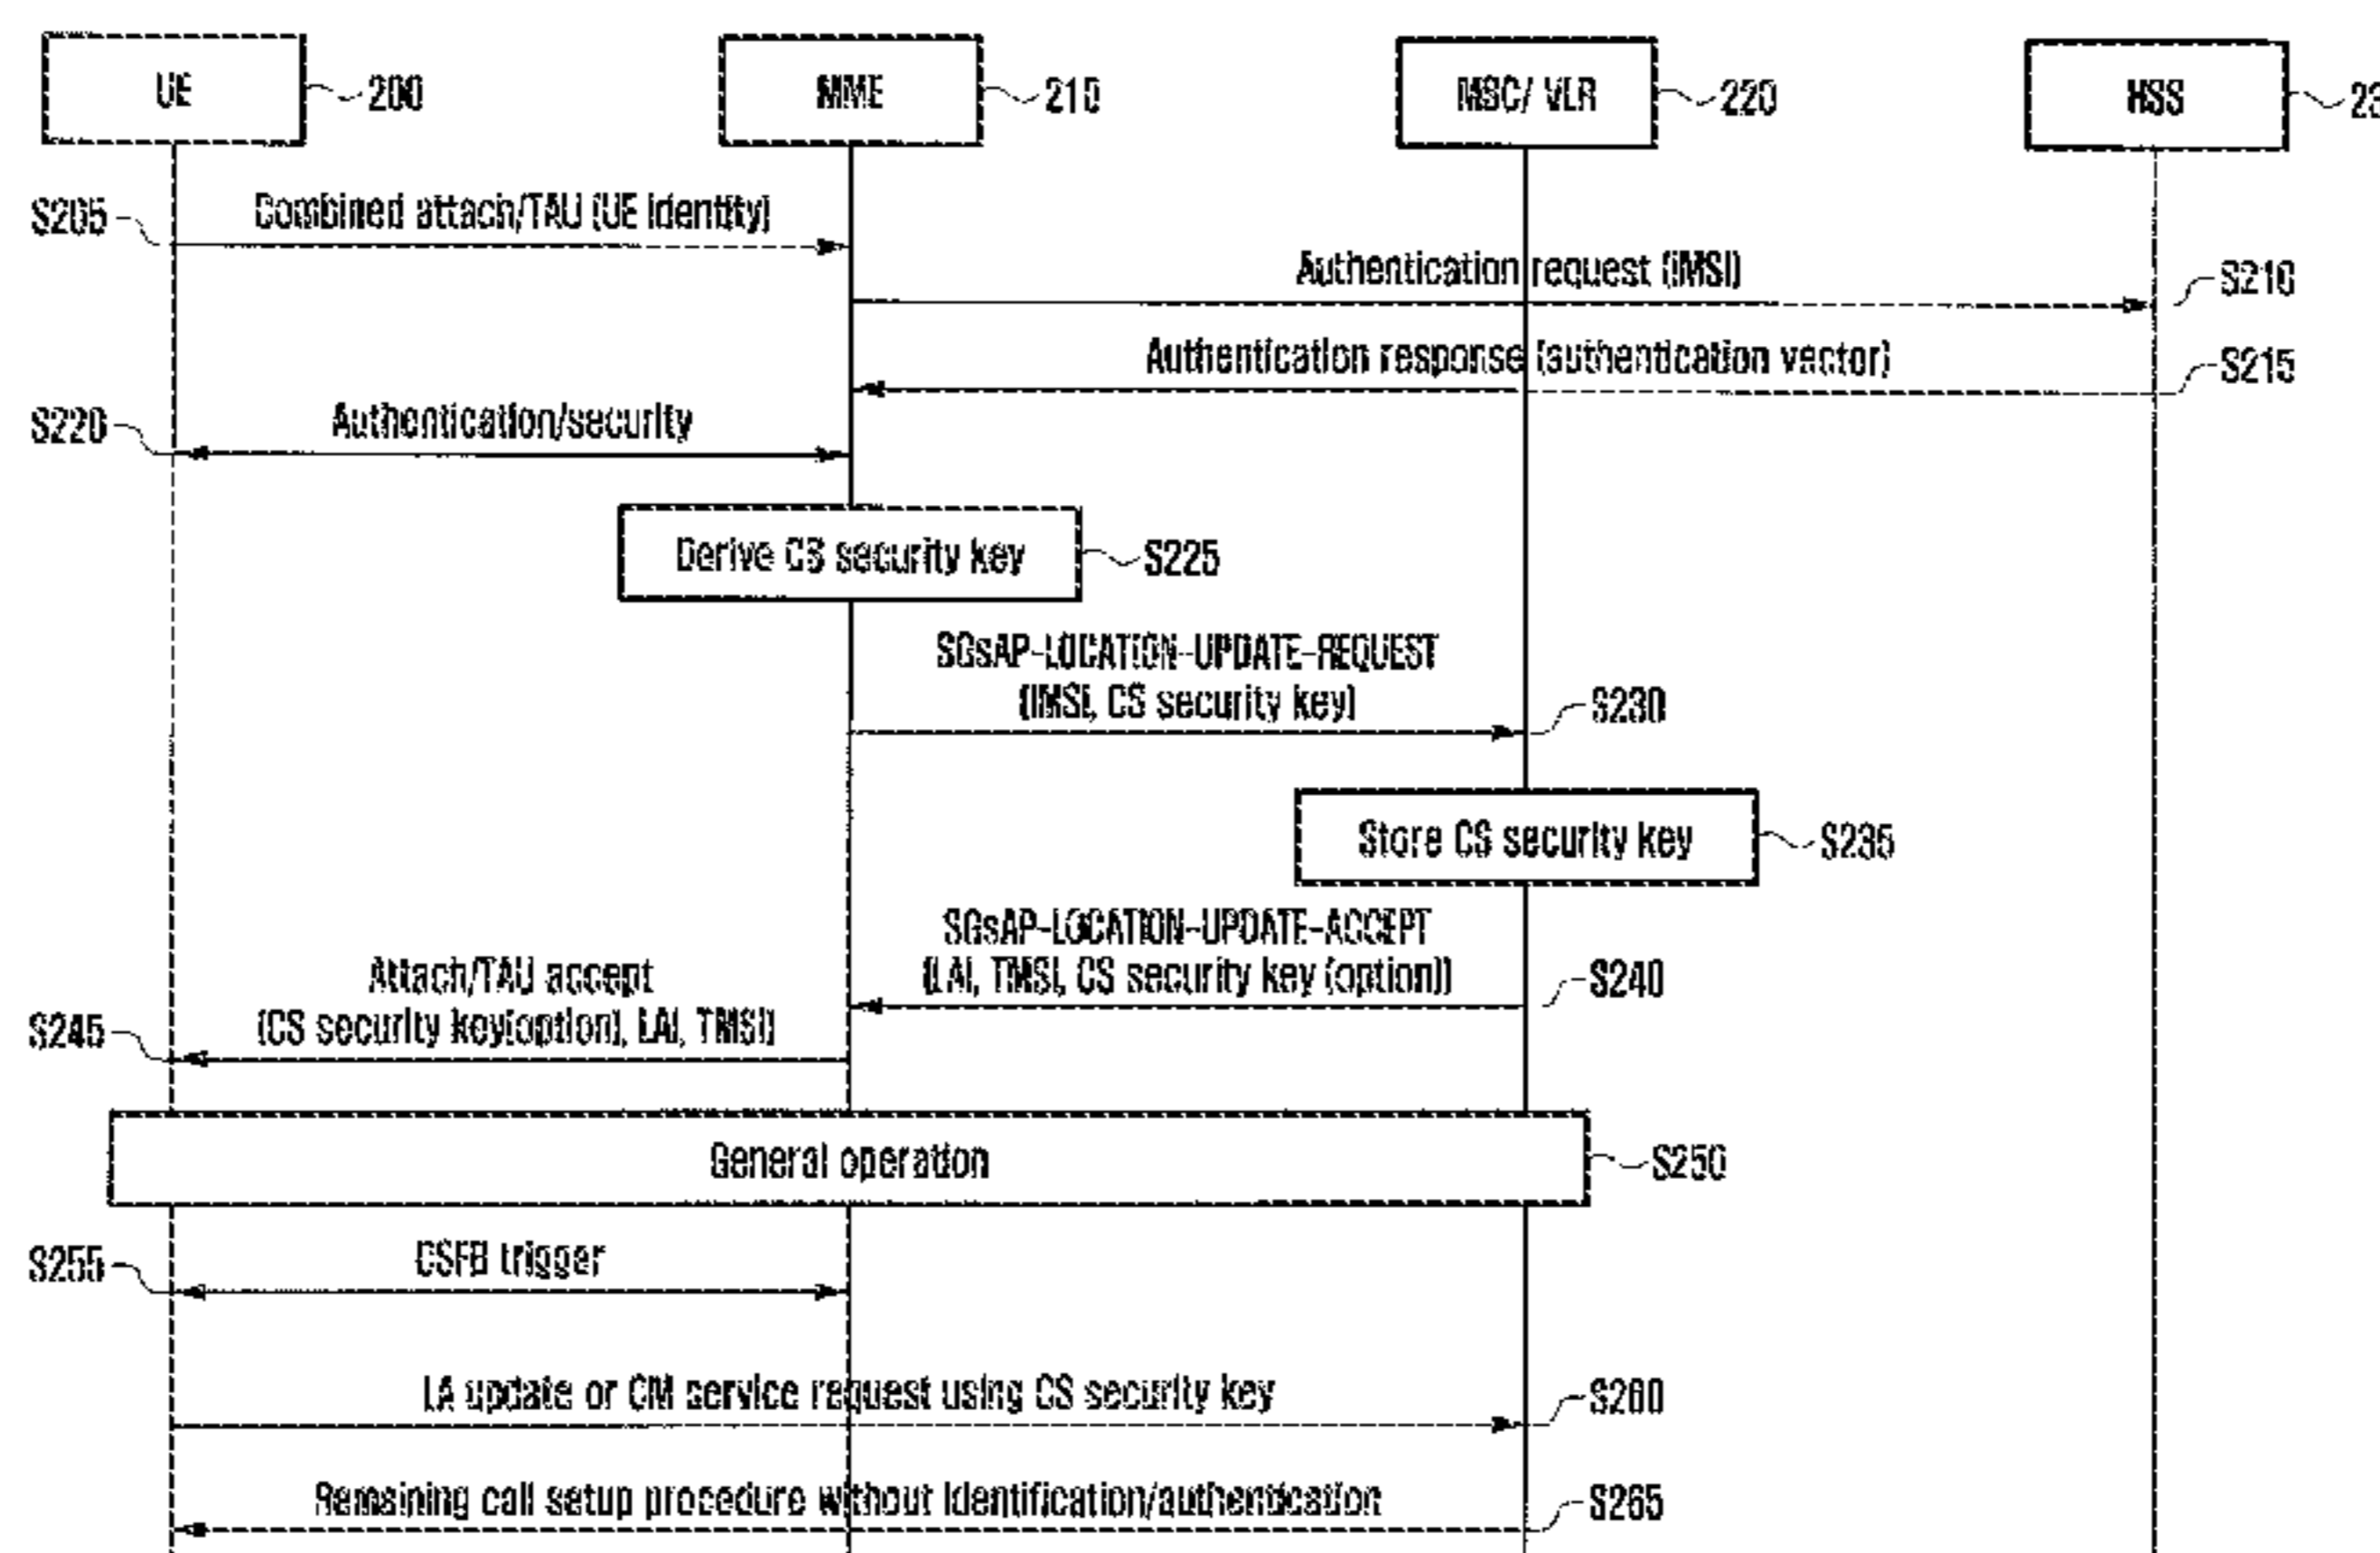 UE
200
MME
210
MSC/ VLR
220
HSS
23
S205
Combined attach/TAU (UE identity)
Authentication request (IMSI)
S210
Authentication response (authentication vector)
S215
S220
Authentication/security
Derive CS security key
S225
SGsAP-LOCATION-UPDATE-REQUEST
(IMSI, CS security key)
S230
Store CS security key
S235
SGsAP-LOCATION-UPDATE-ACCEPT
(LAI, TMSI, CS security key (option))
S240
Attach/TAU accept
(CS security key(option), LAI, TMSI)
S245
General operation
S250
S255
CSFB trigger
LA update or CM service request using CS security key
S260
Remaining call setup procedure without identification/authentication
S265